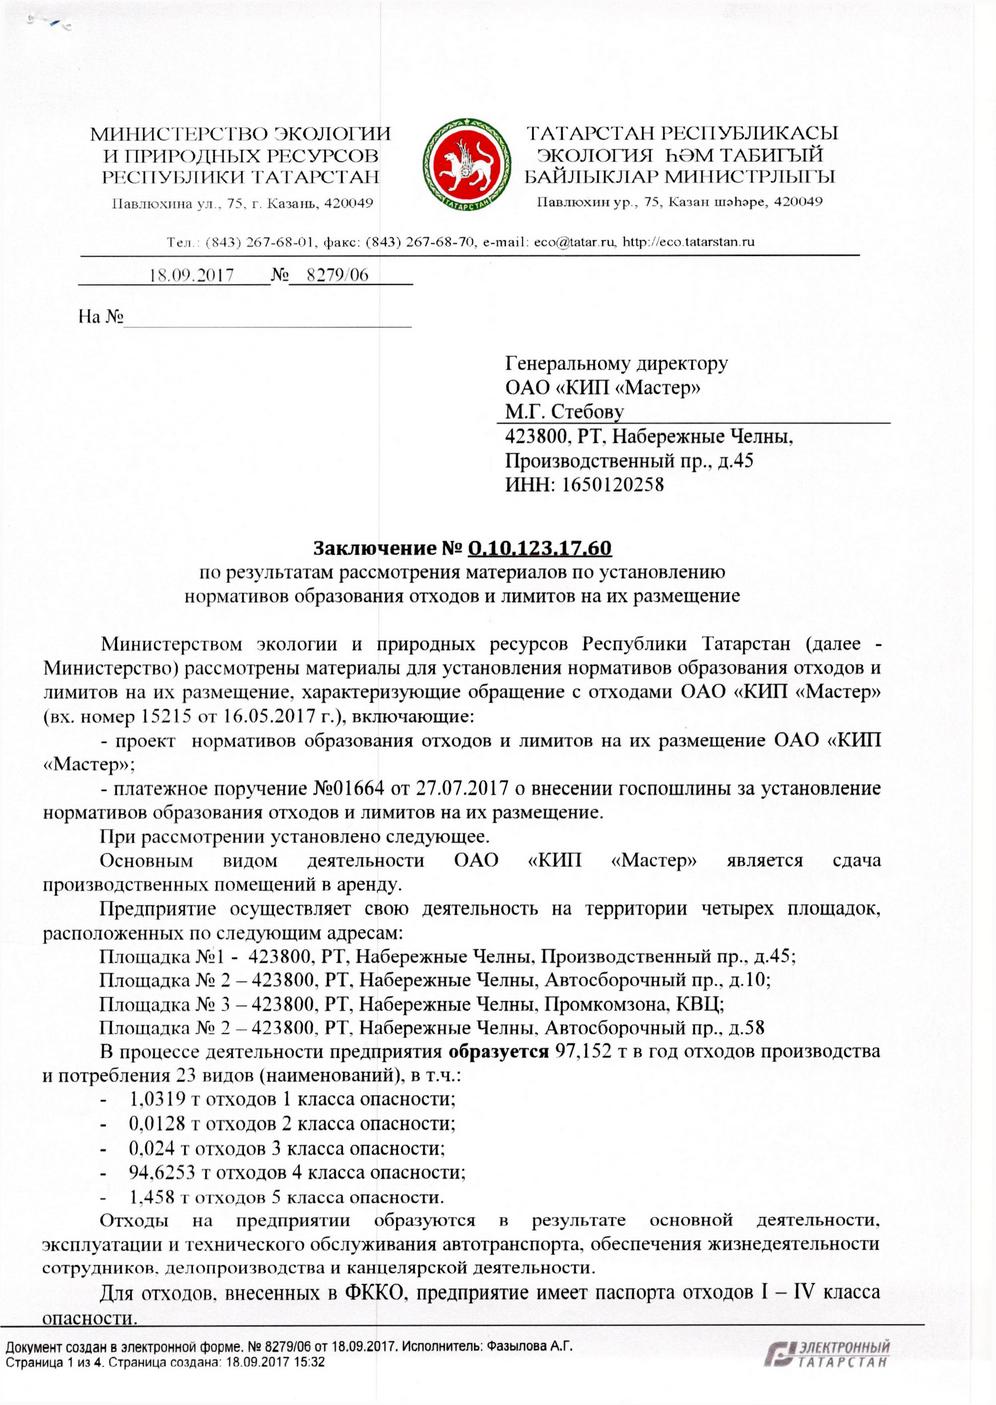 МИНИСТЕРСТВО ЭКОЛОГИИ
И ПРИРОДНЫХ РЕСУРСОВ
РЕСПУБЛИКИ ТАТАРСТАН
Павлюхина ул., 75, г. Казань, 420049
ТАТАРСТАН
ТАТАРСТАН РЕСПУБЛИКАСЫ
ЭКОЛОГИЯ ҺӘМ ТАБИГЫЙ
БАЙЛЫКЛАР МИНИСТРЛЫГЫ
Павлюхин ур., 75, Казан шәһәре, 420049
Тел.: (843) 267-68-01, факс: (843) 267-68-70, e-mail: eco@tatar.ru, http://eco.tatarstan.ru
18.09.2017 № 8279/06
На №
Генеральному директору
ОАО «КИП «Мастер»
М.Г. Стебову
423800, РТ, Набережные Челны,
Производственный пр., д.45
ИНН: 1650120258
Заключение № О.10.123.17.60
по результатам рассмотрения материалов по установлению
нормативов образования отходов и лимитов на их размещение
Министерством экологии и природных ресурсов Республики Татарстан (далее -
Министерство) рассмотрены материалы для установления нормативов образования отходов и
лимитов на их размещение, характеризующие обращение с отходами ОАО «КИП «Мастер»
(вх. номер 15215 от 16.05.2017 г.), включающие:
- проект нормативов образования отходов и лимитов на их размещение ОАО «КИП
«Мастер»;
- платежное поручение №01664 от 27.07.2017 о внесении госпошлины за установление
нормативов образования отходов и лимитов на их размещение.
При рассмотрении установлено следующее.
Основным видом деятельности ОАО «КИП «Мастер» является сдача
производственных помещений в аренду.
Предприятие осуществляет свою деятельность на территории четырех площадок,
расположенных по следующим адресам:
Площадка №1 - 423800, РТ, Набережные Челны, Производственный пр., д.45;
Площадка № 2 – 423800, РТ, Набережные Челны, Автосборочный пр., д.10;
Площадка № 3 – 423800, РТ, Набережные Челны, Промкомзона, КВЦ;
Площадка № 2 – 423800, РТ, Набережные Челны, Автосборочный пр., д.58
В процессе деятельности предприятия образуется 97,152 т в год отходов производства
и потребления 23 видов (наименований), в т.ч.:
- 1,0319 т отходов 1 класса опасности;
- 0,0128 т отходов 2 класса опасности;
- 0,024 т отходов 3 класса опасности;
- 94,6253 т отходов 4 класса опасности;
- 1,458 т отходов 5 класса опасности.
Отходы на предприятии образуются в результате основной деятельности,
эксплуатации и технического обслуживания автотранспорта, обеспечения жизнедеятельности
сотрудников, делопроизводства и канцелярской деятельности.
Для отходов, внесенных в ФККО, предприятие имеет паспорта отходов I – IV класса
опасности.
Документ создан в электронной форме. № 8279/06 от 18.09.2017. Исполнитель: Фазылова А.Г.
Страница 1 из 4. Страница создана: 18.09.2017 15:32
ЭЛЕКТРОННЫЙ
ТАТАРСТАН